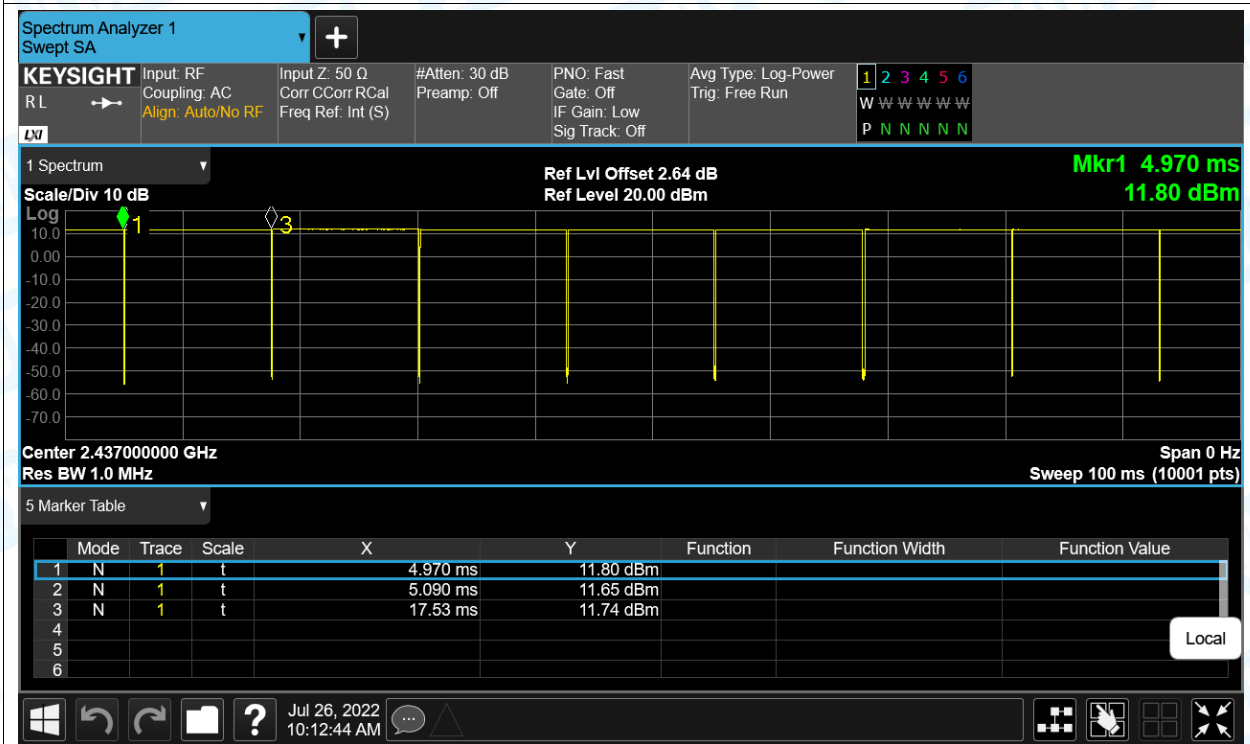 Spectrum Analyzer 1
Swept SA
+
KEYSIGHT Input: RF Input Z: 50 Ω #Atten: 30 dB PNO: Fast Avg Type: Log-Power 1 2 3 4 5 6
R L Coupling: AC Corr CCorr RCal Preamp: Off Gate: Off Trig: Free Run W W W W W W
Align: Auto/No RF Freq Ref: Int (S) IF Gain: Low
LXI Sig Track: Off P N N N N N
1 Spectrum Ref Lvl Offset 2.64 dB Mkr1 4.970 ms
Scale/Div 10 dB Ref Level 20.00 dBm 11.80 dBm
Log 1 3
10.0
0.00
-10.0
-20.0
-30.0
-40.0
-50.0
-60.0
-70.0
Center 2.437000000 GHz Span 0 Hz
Res BW 1.0 MHz Sweep 100 ms (10001 pts)
5 Marker Table
Mode Trace Scale X Y Function Function Width Function Value
1 N 1 t 4.970 ms 11.80 dBm
2 N 1 t 5.090 ms 11.65 dBm
3 N 1 t 17.53 ms 11.74 dBm
4
5
6
Local
? Jul 26, 2022
10:12:44 AM